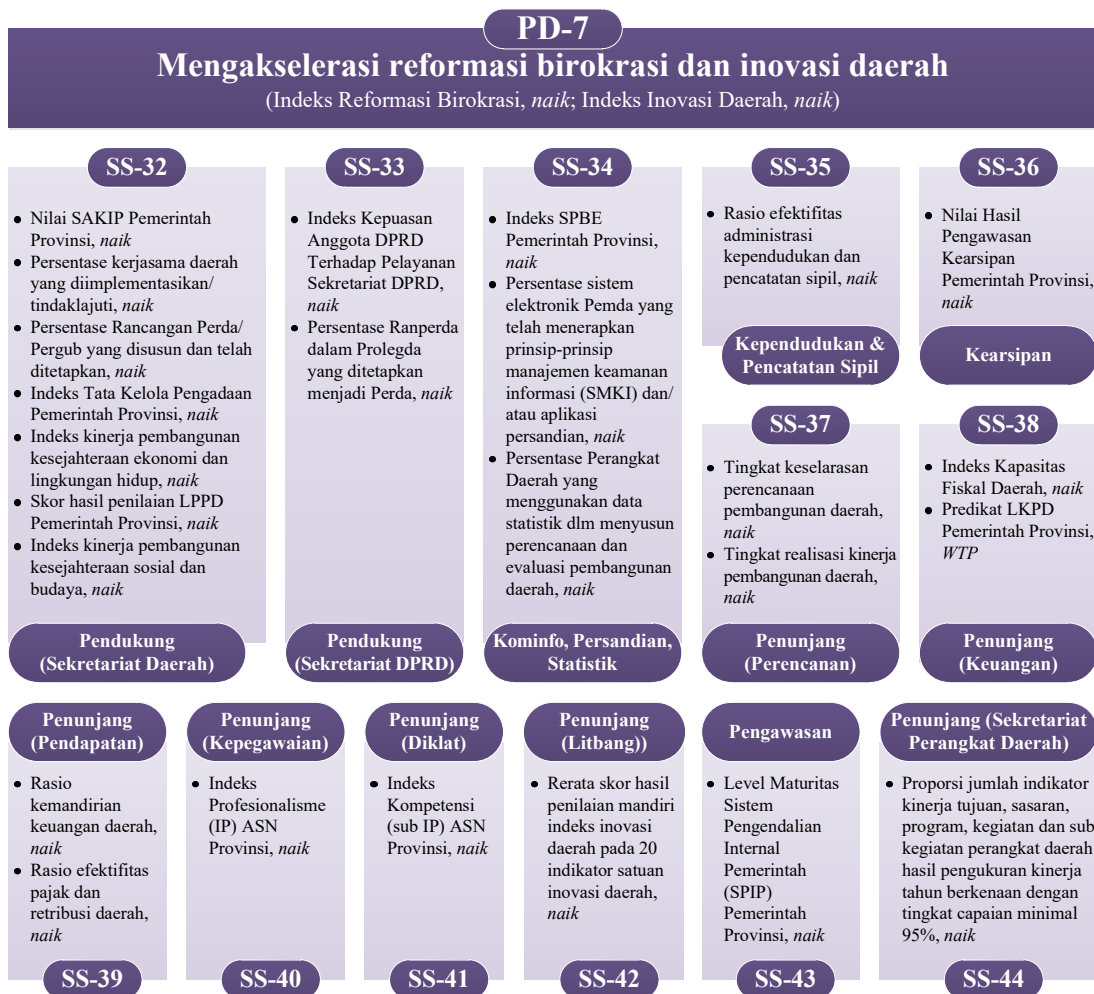 PD-7
Mengakselerasi reformasi birokrasi dan inovasi daerah
(Indeks Reformasi Birokrasi, naik; Indeks Inovasi Daerah, naik)
SS-32
• Nilai SAKIP Pemerintah
Provinsi, naik
• Persentase kerjasama daerah
yang diimplementasikan/
tindaklajuti, naik
• Persentase Rancangan Perda/
Pergub yang disusun dan telah
ditetapkan, naik
• Indeks Tata Kelola Pengadaan
Pemerintah Provinsi, naik
• Indeks kinerja pembangunan
kesejahteraan ekonomi dan
lingkungan hidup, naik
• Skor hasil penilaian LPPD
Pemerintah Provinsi, naik
• Indeks kinerja pembangunan
kesejahteraan sosial dan
budaya, naik
Pendukung
(Sekretariat Daerah)
SS-33
• Indeks Kepuasan
Anggota DPRD
Terhadap Pelayanan
Sekretariat DPRD,
naik
• Persentase Ranperda
dalam Prolegda
yang ditetapkan
menjadi Perda, naik
Pendukung
(Sekretariat DPRD)
SS-34
• Indeks SPBE
Pemerintah Provinsi,
naik
• Persentase sistem
elektronik Pemda yang
telah menerapkan
prinsip-prinsip
manajemen keamanan
informasi (SMKI) dan/
atau aplikasi
persandian, naik
• Persentase Perangkat
Daerah yang
menggunakan data
statistik dlm menyusun
perencanaan dan
evaluasi pembangunan
daerah, naik
Kominfo, Persandian,
Statistik
SS-35
• Rasio efektifitas
administrasi
kependudukan dan
pencatatan sipil, naik
Kependudukan &
Pencatatan Sipil
SS-36
• Nilai Hasil
Pengawasan
Kearsipan
Pemerintah Provinsi,
naik
Kearsipan
SS-37
• Tingkat keselarasan
perencanaan
pembangunan daerah,
naik
• Tingkat realisasi kinerja
pembangunan daerah,
naik
Penunjang
(Perencanan)
SS-38
• Indeks Kapasitas
Fiskal Daerah, naik
• Predikat LKPD
Pemerintah Provinsi,
WTP
Penunjang
(Keuangan)
Penunjang
(Pendapatan)
• Rasio
kemandirian
keuangan daerah,
naik
• Rasio efektifitas
pajak dan
retribusi daerah,
naik
SS-39
Penunjang
(Kepegawaian)
• Indeks
Profesionalisme
(IP) ASN
Provinsi, naik
SS-40
Penunjang
(Diklat)
• Indeks
Kompetensi
(sub IP) ASN
Provinsi, naik
SS-41
Penunjang
(Litbang))
• Rerata skor hasil
penilaian mandiri
indeks inovasi
daerah pada 20
indikator satuan
inovasi daerah,
naik
SS-42
Pengawasan
• Level Maturitas
Sistem
Pengendalian
Internal
Pemerintah
(SPIP)
Pemerintah
Provinsi, naik
SS-43
Penunjang (Sekretariat
Perangkat Daerah)
• Proporsi jumlah indikator
kinerja tujuan, sasaran,
program, kegiatan dan sub
kegiatan perangkat daerah
hasil pengukuran kinerja
tahun berkenaan dengan
tingkat capaian minimal
95%, naik
SS-44